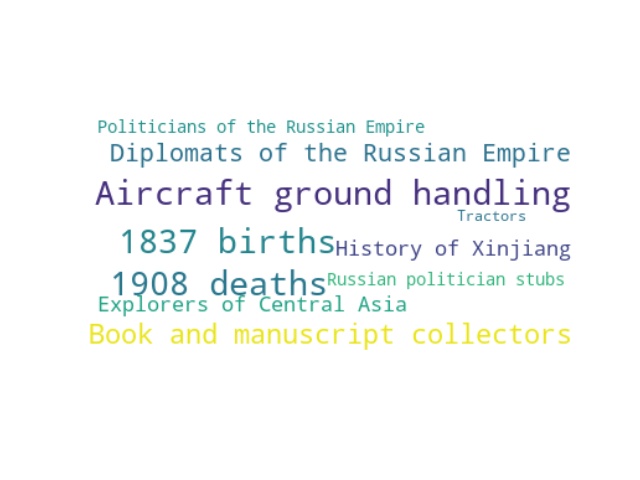 Politicians of the Russian Empire
Diplomats of the Russian Empire
Aircraft ground handling
Tractors
1837 births
History of Xinjiang
1908 deaths
Russian politician stubs
Explorers of Central Asia
Book and manuscript collectors